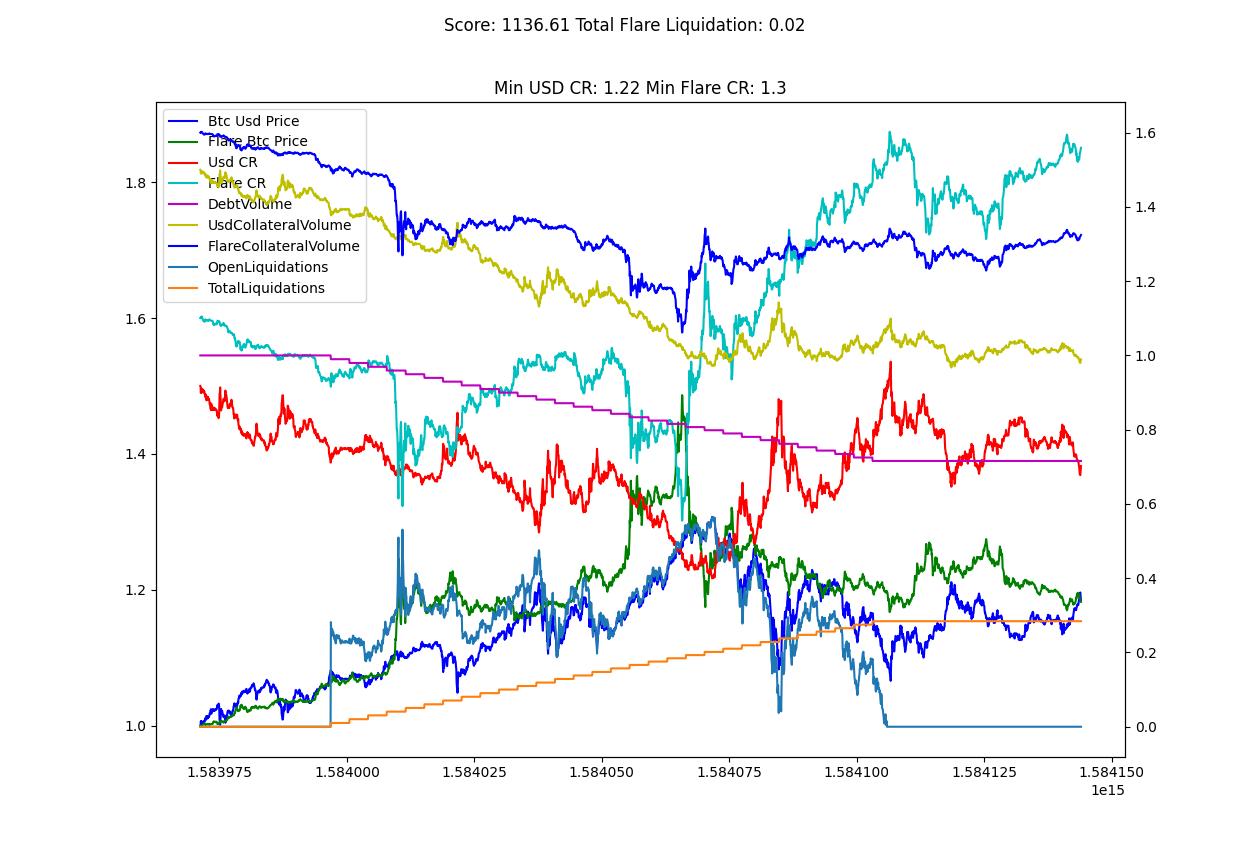 Score: 1136.61 Total Flare Liquidation: 0.02
Min USD CR: 1.22 Min Flare CR: 1.3
Btc Usd Price
Flare Btc Price
Usd CR
Flare CR
DebtVolume
UsdCollateralVolume
FlareCollateralVolume
OpenLiquidations
TotalLiquidations
1.8
1.6
1.4
1.2
1.0
1.6
1.4
1.2
1.0
0.8
0.6
0.4
0.2
0.0
1.583975 1.584000 1.584025 1.584050 1.584075 1.584100 1.584125 1.584150
1e15